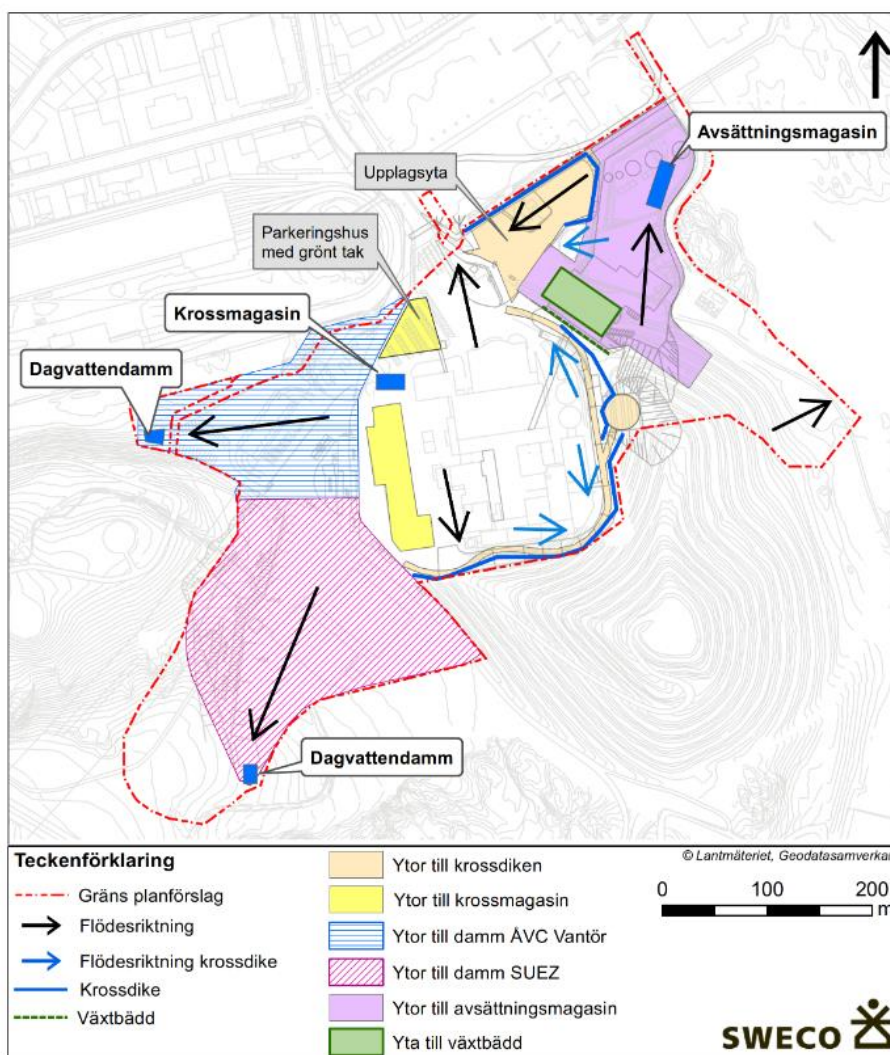 Avsättningsmagasin
Upplagsyta
Parkeringshus
med grönt tak
Krossmagasin
Dagvattendamm
Dagvattendamm
Teckenförklaring
Gräns planförslag
Flödesriktning
Flödesriktning krossdike
Krossdike
Växtbädd
Ytor till krossdiken
Ytor till krossmagasin
Ytor till damm ÅVC Vantör
Ytor till damm SUEZ
Ytor till avsättningsmagasin
Yta till växtbädd
© Lantmäteriet, Geodatasamverkan
0 100 200
m
SWECO